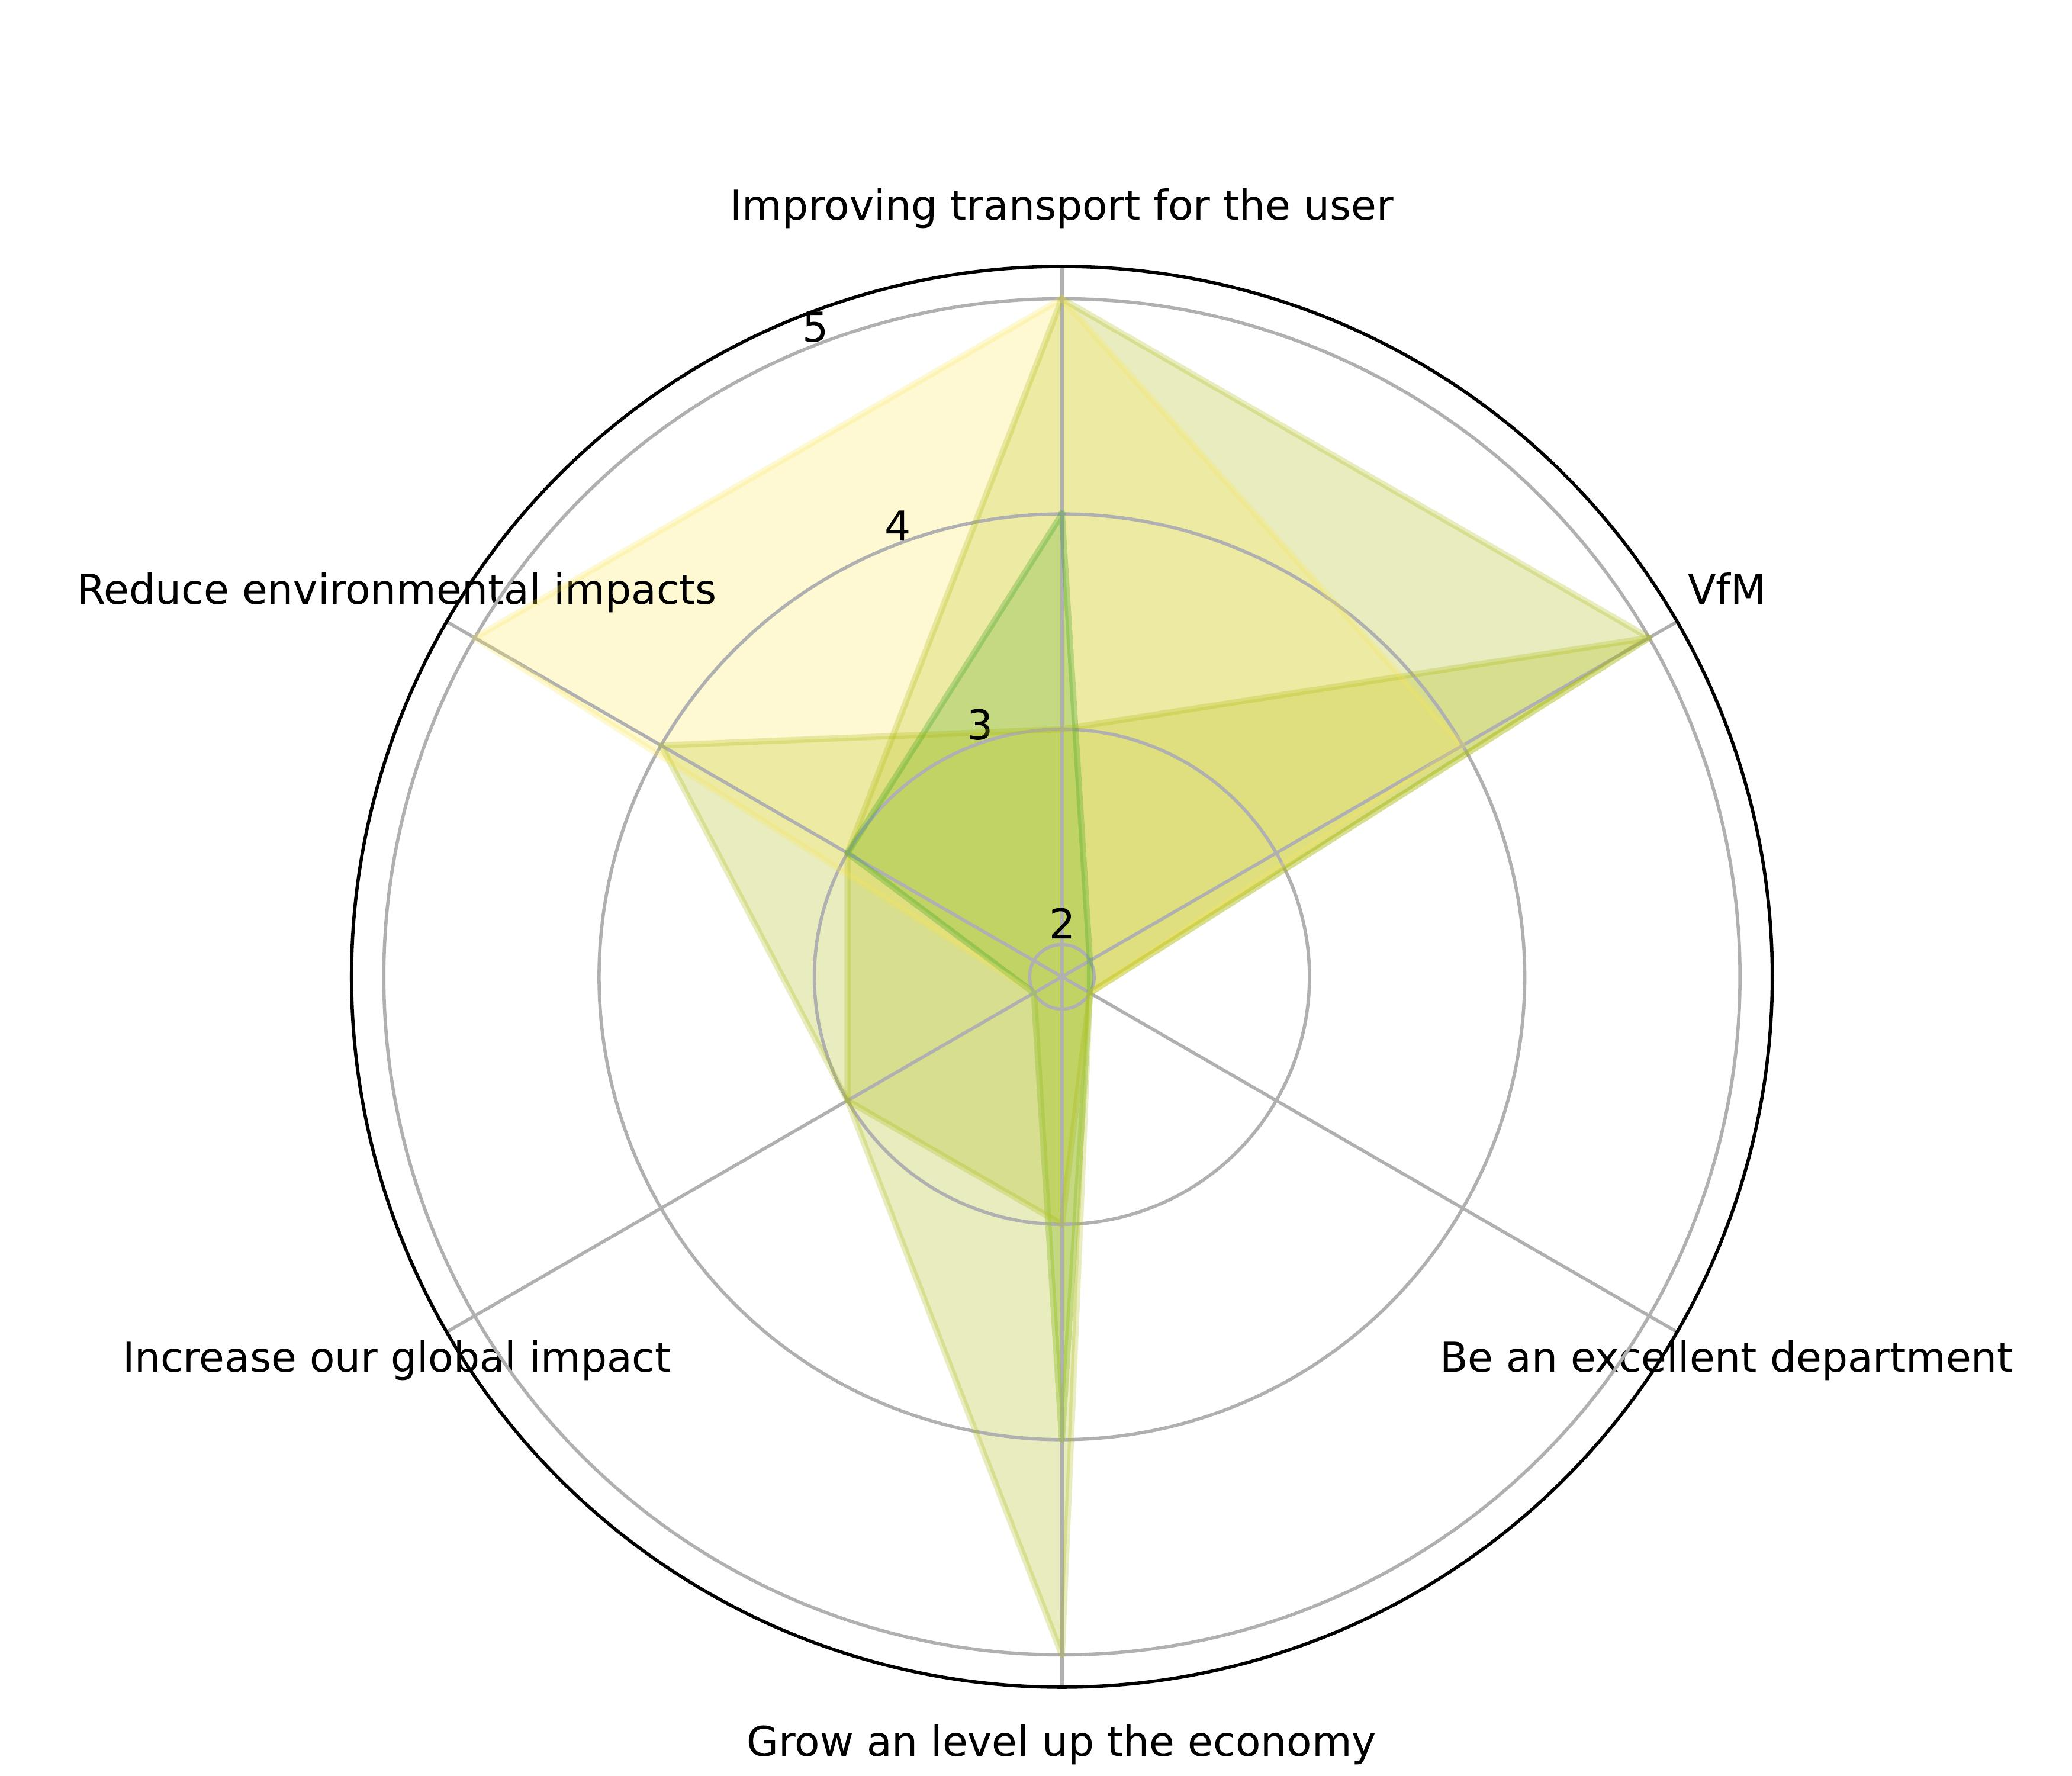 Improving transport for the user
5
4
Reduce environmental impacts
VfM
3
2
Increase our global impact
Be an excellent department
Grow an level up the economy